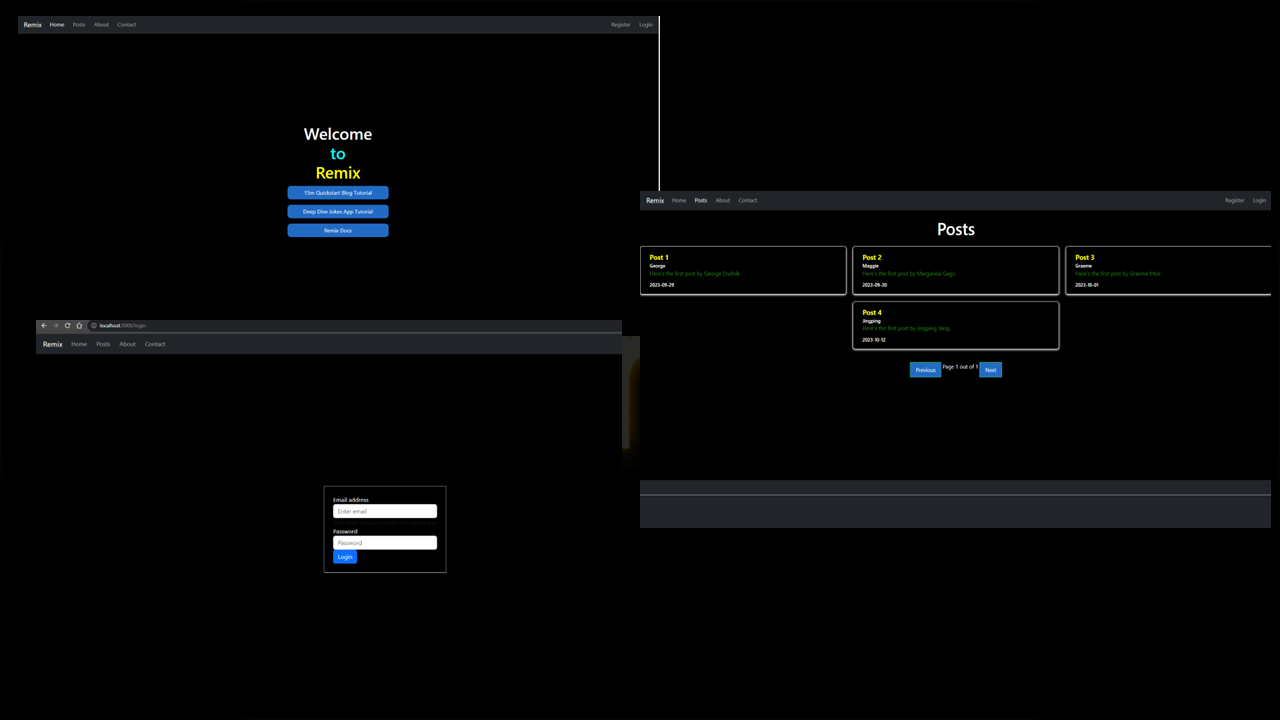 Remix Home Posts About Contact Register Login
Welcome
to
Remix
15m Quickstart Blog Tutorial
Deep Dive Jokes App Tutorial
Remix Docs
Remix Home Posts About Contact Register Login
Posts
Post 1
George
Here's the first post by George Dudnik.
2023-09-29
Post 2
Maggie
Here's the first post by Margarida Gago.
2023-09-30
Post 3
Graeme
Here's the first post by Graeme Moir.
2023-10-01
Post 4
Jingping
Here's the first post by Jingping Yang.
2023-10-12
Previous Page 1 out of 1 Next
localhost:3000/login
Remix Home Posts About Contact
Email address
Enter email
Password
Password
Login